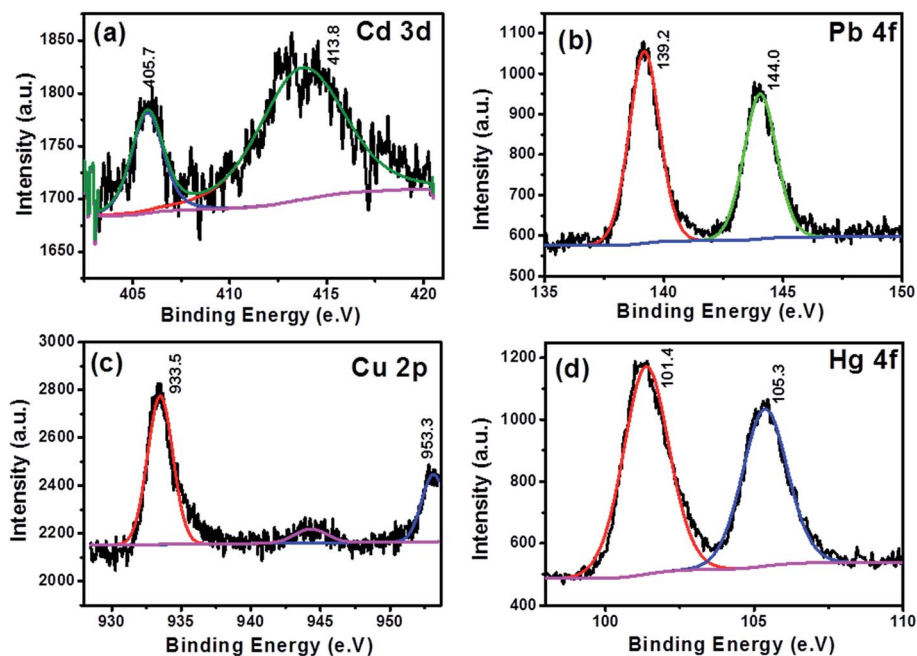 (a)
Cd 3d
405.7
413.8
1850
1800
1750
1700
1650
Intensity (a.u.)
405
410
415
420
Binding Energy (e.V)
(b)
Pb 4f
139.2
144.0
1100
1000
900
800
700
600
500
Intensity (a.u.)
135
140
145
150
Binding Energy (e.V)
(c)
Cu 2p
933.5
953.3
3000
2800
2600
2400
2200
2000
Intensity (a.u.)
930
935
940
945
950
Binding Energy (e.V)
(d)
Hg 4f
101.4
105.3
1200
1000
800
600
400
Intensity (a.u.)
100
105
110
Binding Energy (e.V)